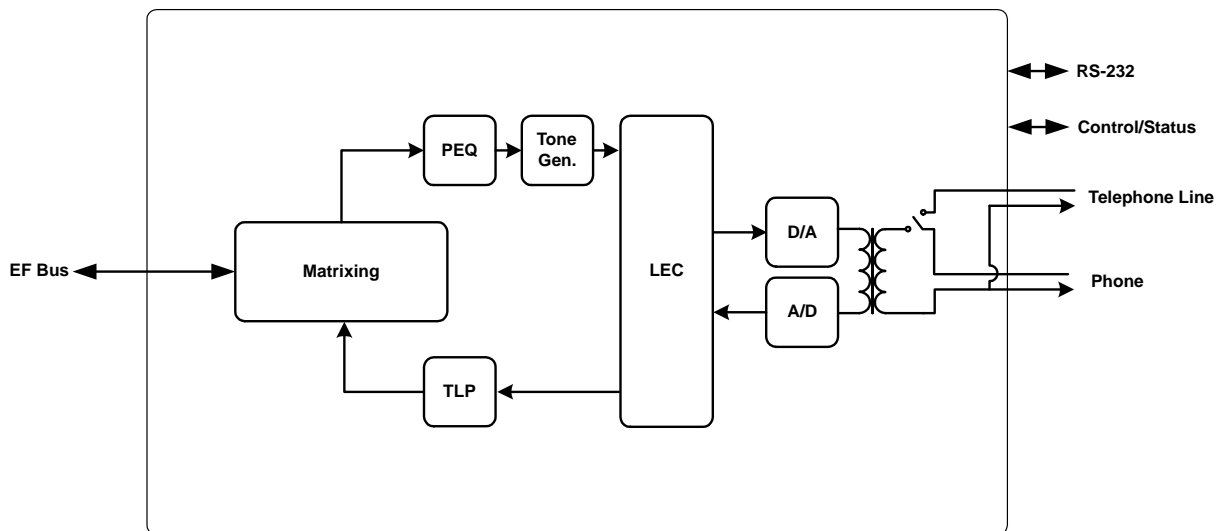 RS-232
Control/Status
PEQ
Tone
Gen.
Telephone Line
D/A
EF Bus
Matrixing
LEC
Phone
A/D
TLP